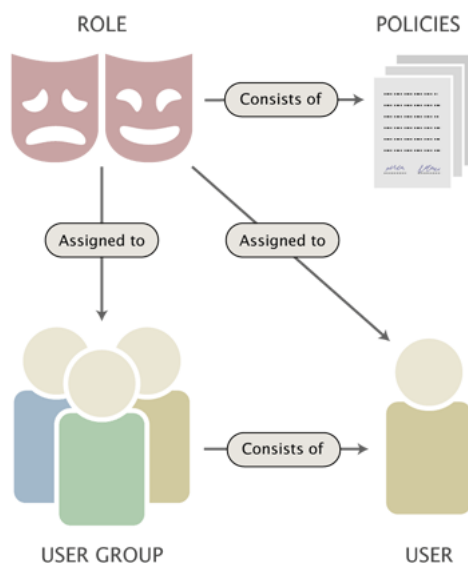 ROLE
POLICIES
Consists of
Assigned to
Assigned to
Consists of
USER GROUP
USER